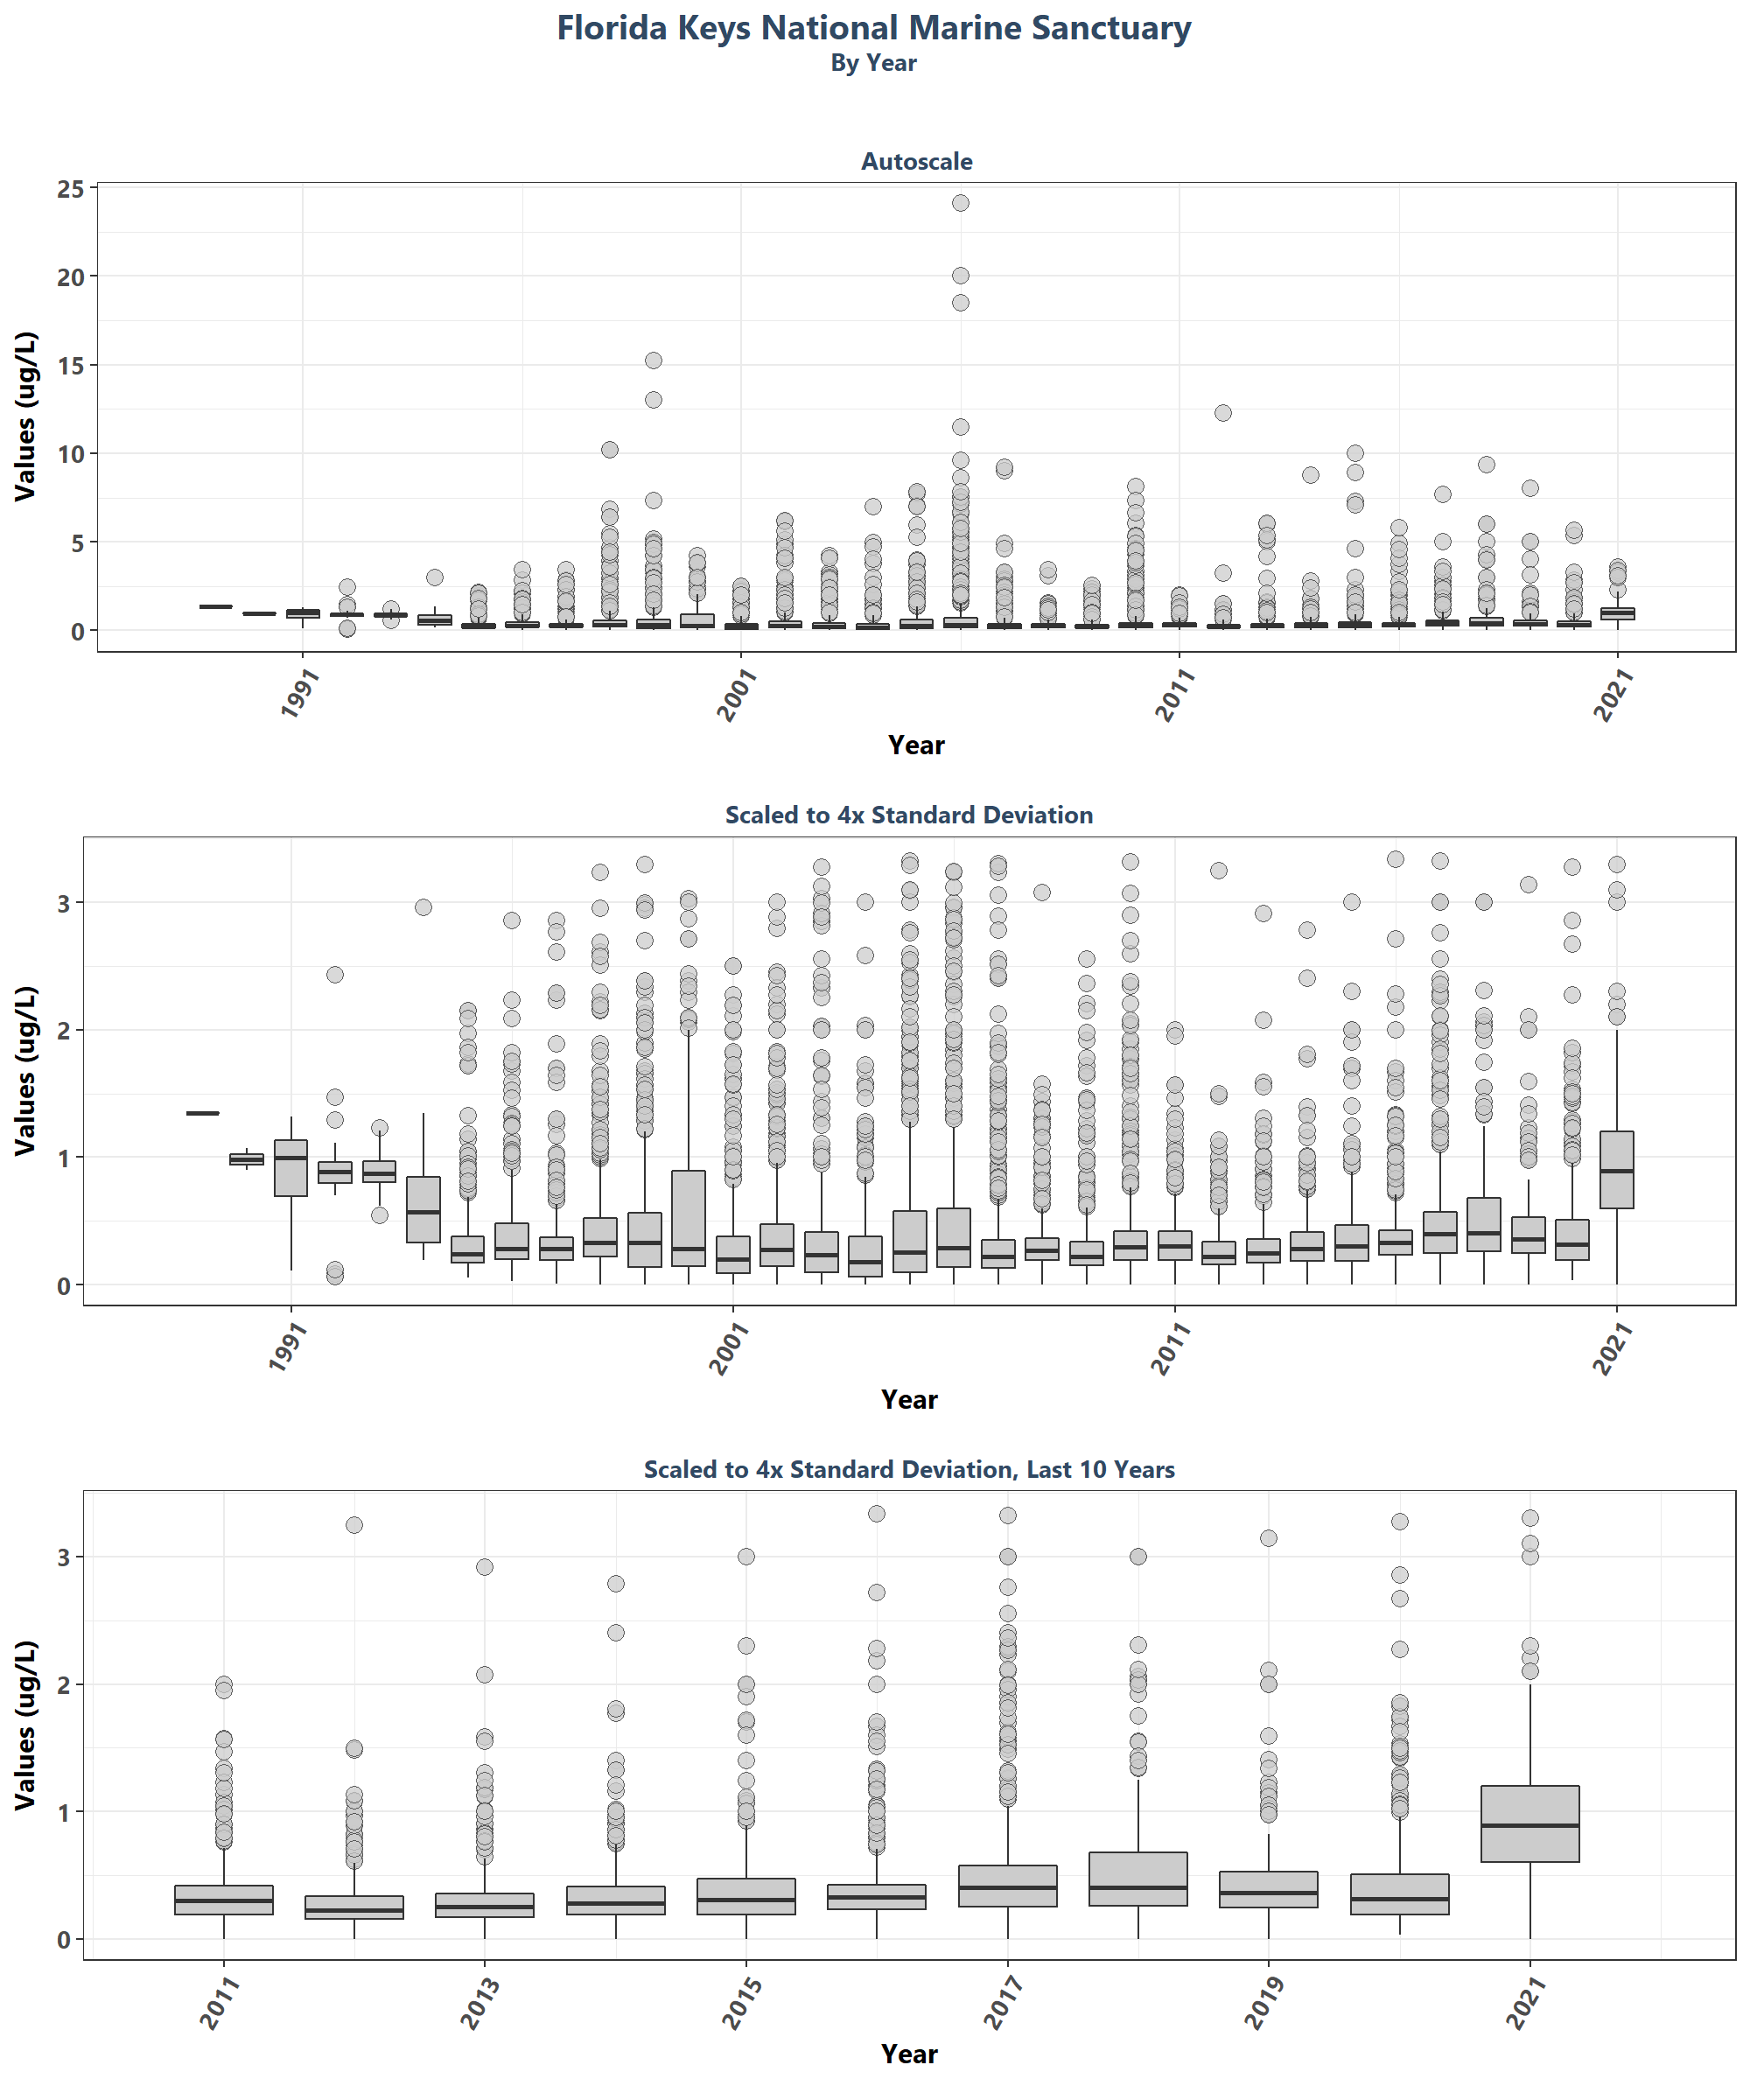 Florida Keys National Marine Sanctuary
By Year
Autoscale
Values (ug/L)
25
20
15
10
5
0
1991
2001
2011
2021
Year
Scaled to 4x Standard Deviation
Values (ug/L)
3
2
1
0
1991
2001
2011
2021
Year
Scaled to 4x Standard Deviation, Last 10 Years
Values (ug/L)
3
2
1
0
2011
2013
2015
2017
2019
2021
Year